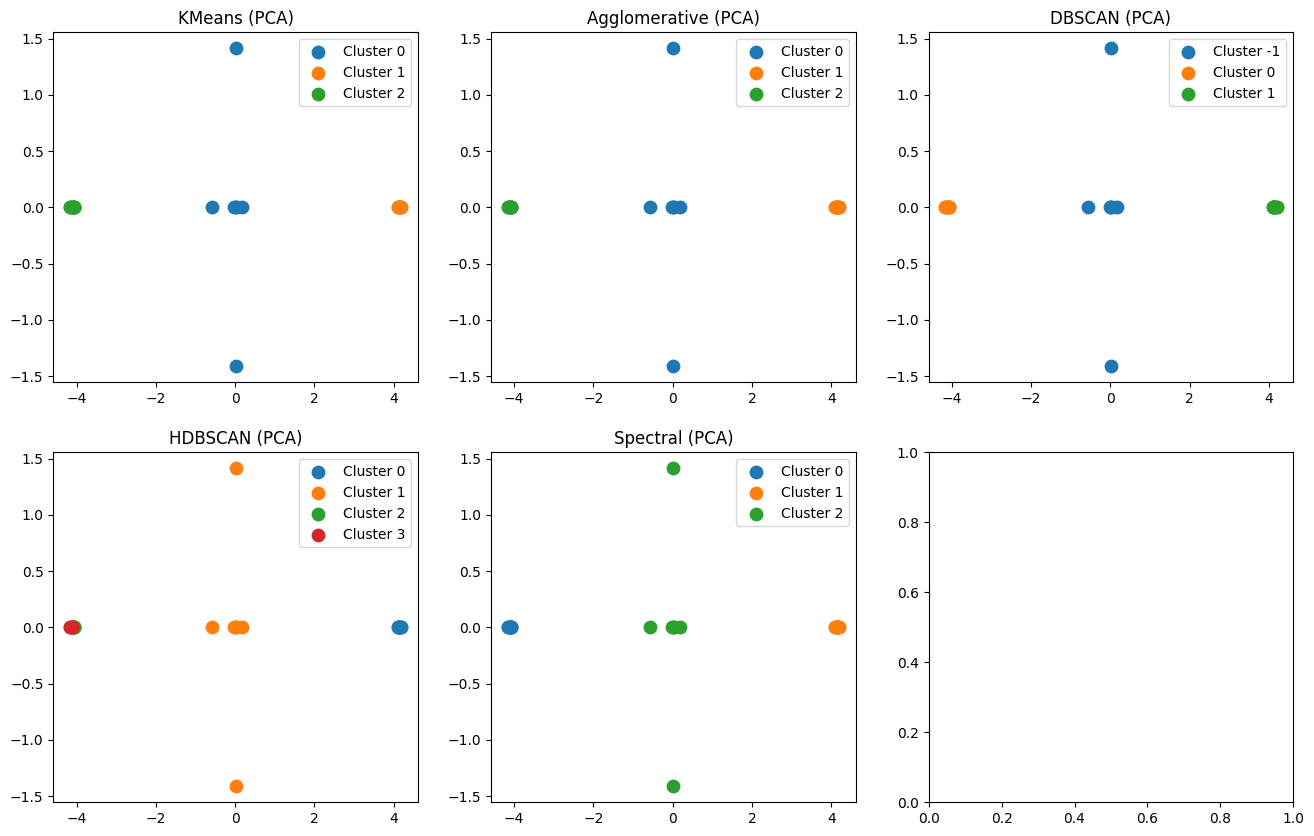 KMeans (PCA)
1.5
1.0
0.5
0.0
−0.5
−1.0
−1.5
−4 −2 0 2 4
Cluster 0
Cluster 1
Cluster 2
Agglomerative (PCA)
1.5
1.0
0.5
0.0
−0.5
−1.0
−1.5
−4 −2 0 2 4
Cluster 0
Cluster 1
Cluster 2
DBSCAN (PCA)
1.5
1.0
0.5
0.0
−0.5
−1.0
−1.5
−4 −2 0 2 4
Cluster -1
Cluster 0
Cluster 1
HDBSCAN (PCA)
1.5
1.0
0.5
0.0
−0.5
−1.0
−1.5
−4 −2 0 2 4
Cluster 0
Cluster 1
Cluster 2
Cluster 3
Spectral (PCA)
1.5
1.0
0.5
0.0
−0.5
−1.0
−1.5
−4 −2 0 2 4
Cluster 0
Cluster 1
Cluster 2
1.0
0.8
0.6
0.4
0.2
0.0
0.0 0.2 0.4 0.6 0.8 1.0